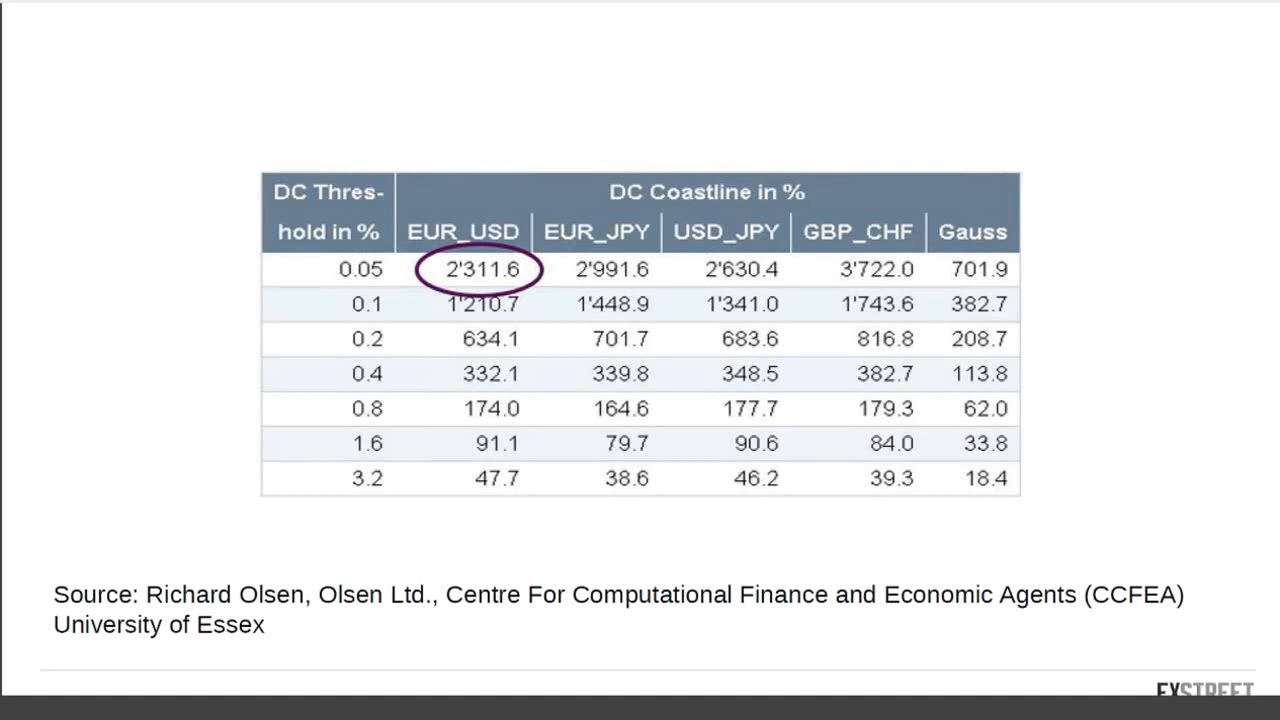 DC Thres-
hold in %
DC Coastline in %
EUR_USD EUR_JPY USD_JPY GBP_CHF Gauss
0.05 2'311.6 2'991.6 2'630.4 3'722.0 701.9
0.1 1'210.7 1'448.9 1'341.0 1'743.6 382.7
0.2 634.1 701.7 683.6 816.8 208.7
0.4 332.1 339.8 348.5 382.7 113.8
0.8 174.0 164.6 177.7 179.3 62.0
1.6 91.1 79.7 90.6 84.0 33.8
3.2 47.7 38.6 46.2 39.3 18.4
Source: Richard Olsen, Olsen Ltd., Centre For Computational Finance and Economic Agents (CCFEA)
University of Essex
FXSTREET